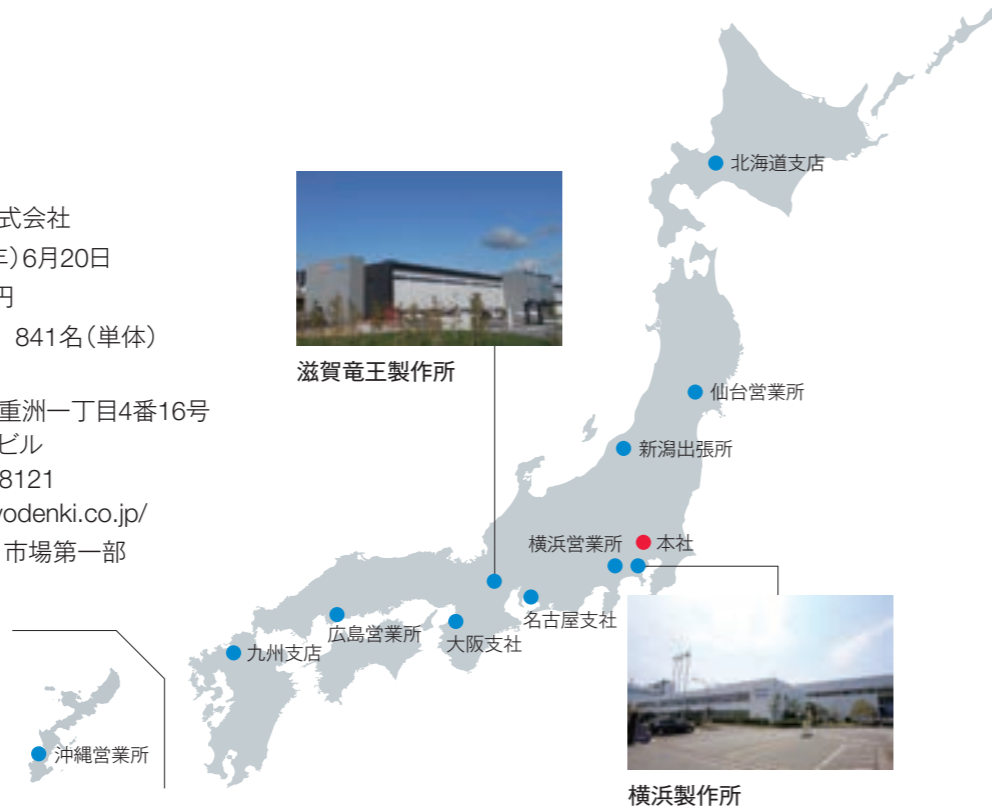 式会社
年)6月20日
円
841名(単体)
重洲一丁目4番16号
ビル
8121
yodenki.co.jp/
市場第一部
北海道支店
滋賀竜王製作所
仙台営業所
新潟出張所
横浜営業所
本社
名古屋支社
大阪支社
広島営業所
九州支店
沖縄営業所
横浜製作所